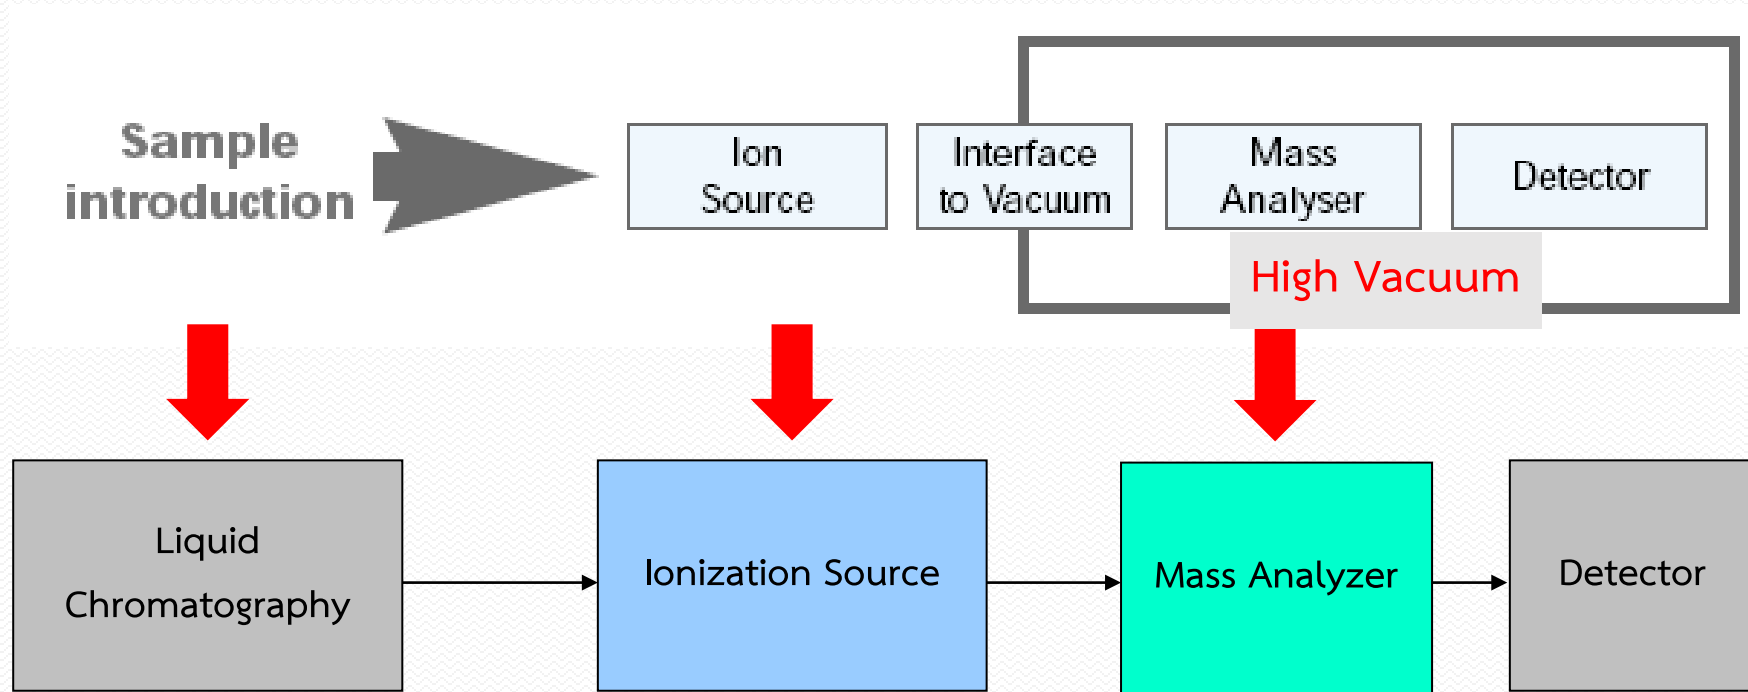 Sample
introduction
Ion
Source
Interface
to Vacuum
Mass
Analyser
Detector
High Vacuum
Liquid
Chromatography
Ionization Source
Mass Analyzer
Detector